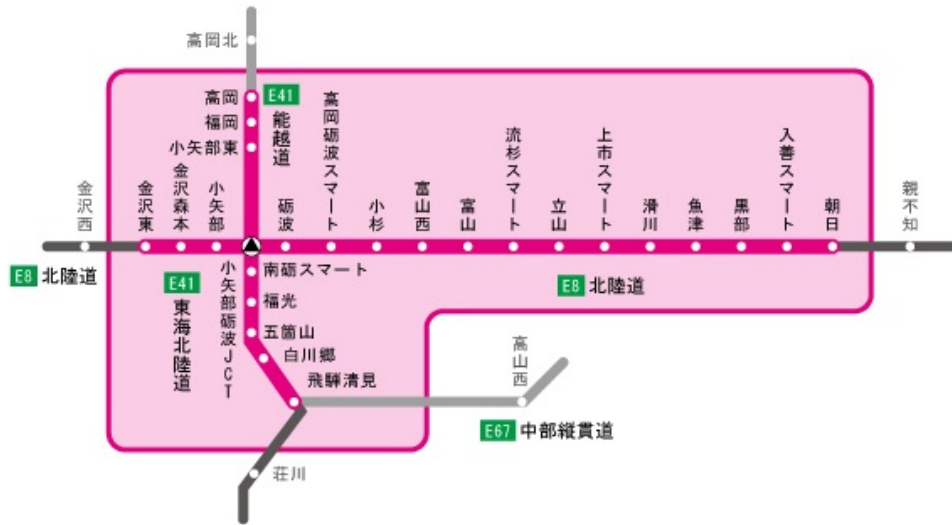 高岡北
高岡
E41
能越道
福岡
小矢部東
金沢西
金沢東
金沢森本
小矢部
砺波
高岡砺波スマート
小杉
富山西
富山
流杉スマート
立山
上市スマート
滑川
魚津
黒部
入善スマート
朝日
親不知
E8 北陸道
E41
東海北陸道
小矢部砺波JCT
南砺スマート
福光
五箇山
白川郷
飛騨清見
E8 北陸道
高山西
E67 中部縦貫道
荘川